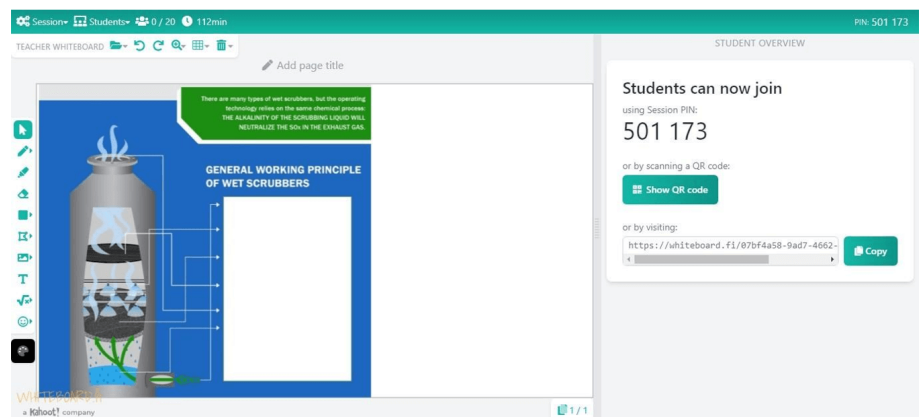 Session Students 0 / 20 112min
PIN: 501 173
TEACHER WHITEBOARD
STUDENT OVERVIEW
Add page title
There are many types of wet scrubbers, but the operating
technology relies on the same chemical process:
THE ALKALINITY OF THE SCRUBBING LIQUID WILL
NEUTRALIZE THE SOx IN THE EXHAUST GAS.
GENERAL WORKING PRINCIPLE
OF WET SCRUBBERS
Students can now join
using Session PIN:
501 173
or by scanning a QR code:
Show QR code
or by visiting:
https://whiteboard.fi/07bf4a58-9ad7-4662-
Copy
T
WHITEBOARD.fi
a Kahoot! company
1 / 1